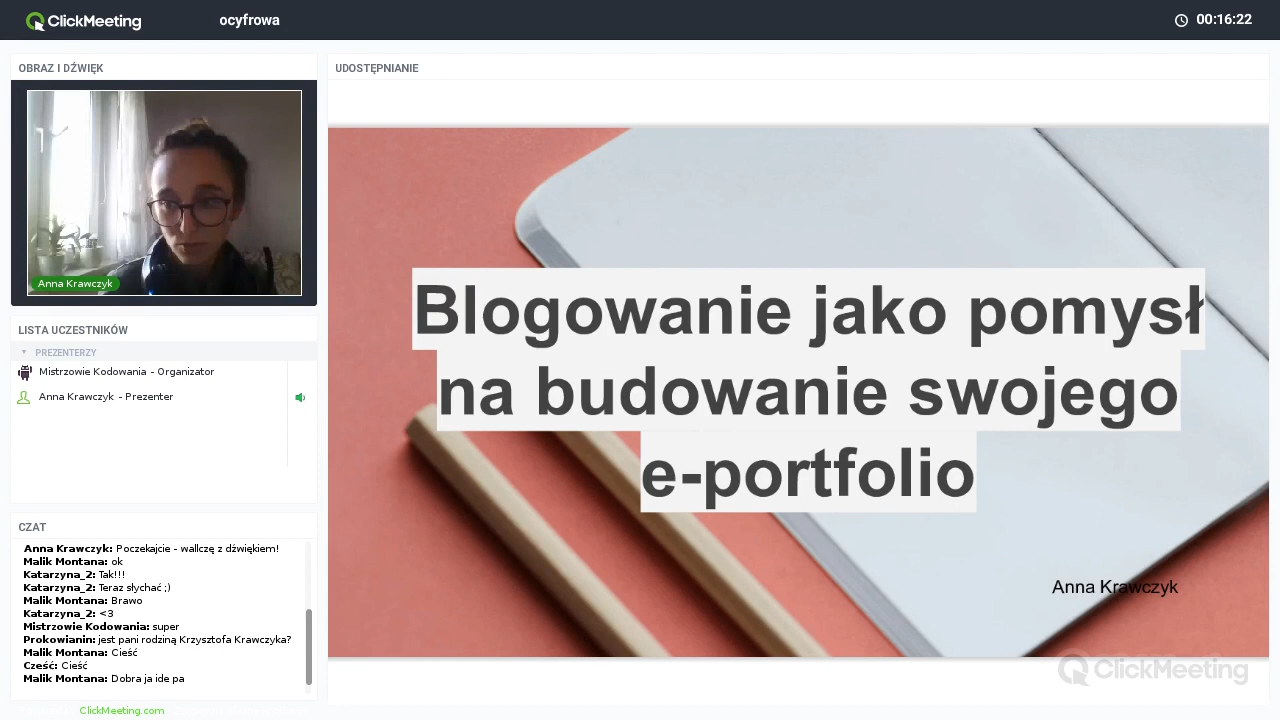 ClickMeeting
ocyfrowa
00:16:22
OBRAZ I DŹWIĘK
Anna Krawczyk
LISTA UCZESTNIKÓW
PREZENTERZY
Mistrzowie Kodowania - Organizator
Anna Krawczyk - Prezenter
CZAT
Anna Krawczyk: Poczekajcie - wallczę z dźwiękiem!
Malik Montana: ok
Katarzyna_2: Tak!!!
Katarzyna_2: Teraz słychać ;)
Malik Montana: Brawo
Katarzyna_2: <3
Mistrzowie Kodowania: super
Prokowianin: jest pani rodziną Krzysztofa Krawczyka?
Malik Montana: Cieść
Cześć: Cieść
Malik Montana: Dobra ja ide pa
ClickMeeting.com
UDOSTĘPNIANIE
Blogowanie jako pomysł
na budowanie swojego
e-portfolio
Anna Krawczyk
ClickMeeting